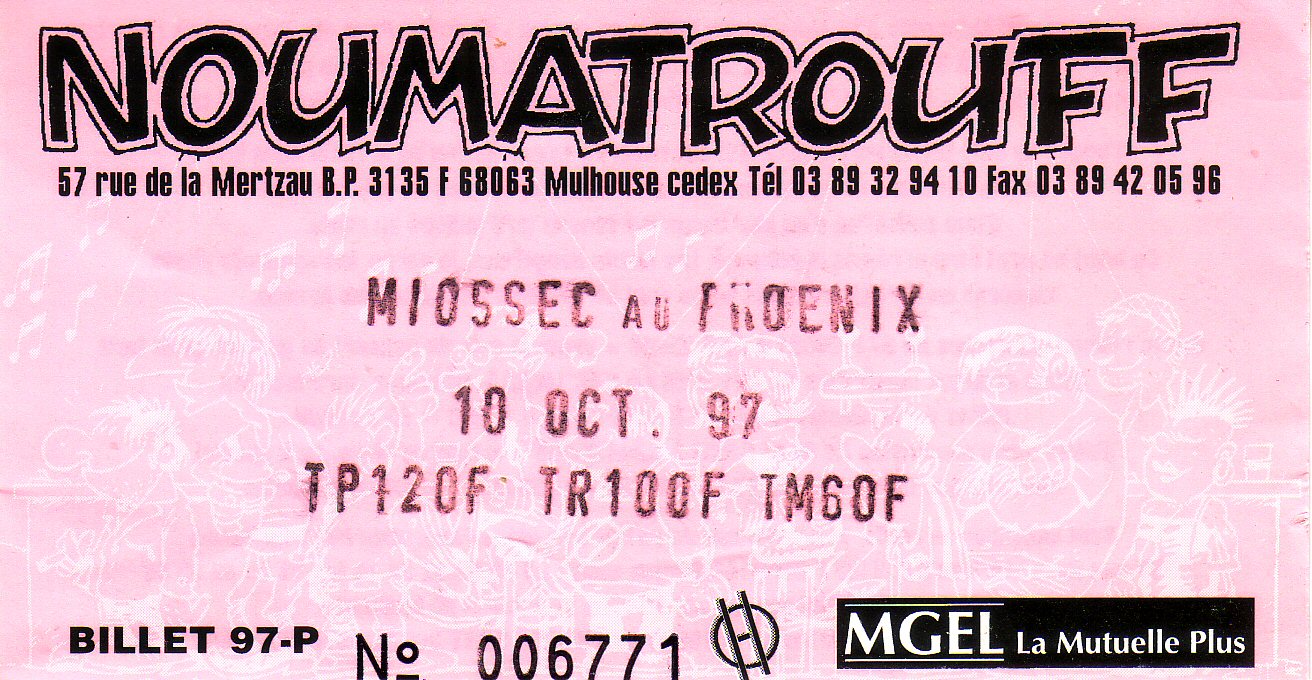 NOUMATROUFF
57 rue de la Mertzau B.P. 3135 F 68063 Mulhouse cedex Tél 03 89 32 94 10 Fax 03 89 42 05 96
MIOSSEC AU PHOENIX
10 OCT. 97
TP120F TR100F TM60F
BILLET 97-P No 006771
MGEL La Mutuelle Plus